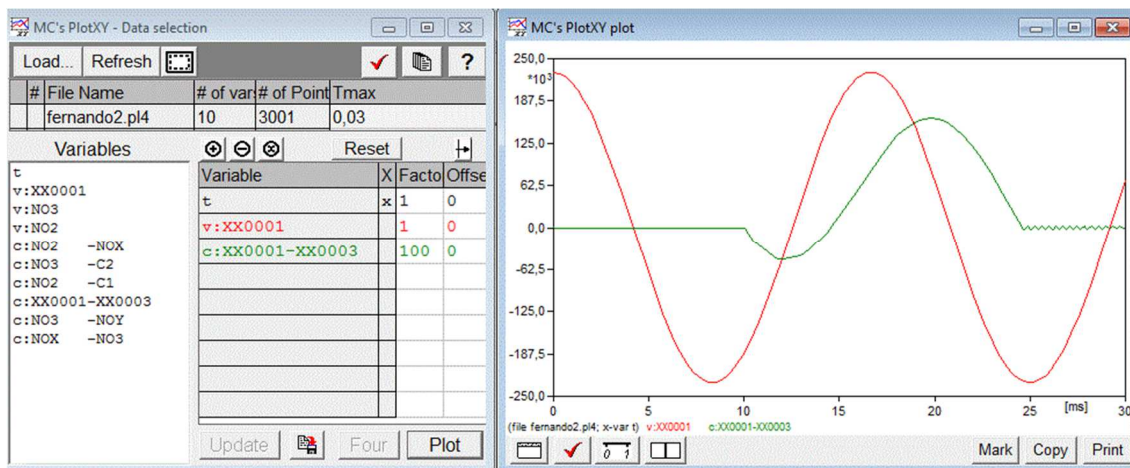 MC's PlotXY - Data selection
Load... Refresh ?
# File Name # of var: # of Point Tmax
fernando2.pl4 10 3001 0,03
Variables Reset
Variable X Facto Offse
t x 1 0
v:XX0001 1 0
c:XX0001-XX0003 100 0
t
v:XX0001
v:NO3
v:NO2
c:NO2 -NOX
c:NO3 -C2
c:NO2 -C1
c:XX0001-XX0003
c:NO3 -NOY
c:NOX -NO3
Update Four Plot
MC's PlotXY plot
250,0
*10³
187,5
125,0
62,5
0,0
-62,5
-125,0
-187,5
-250,0
0 5 10 15 20 25 [ms] 30
(file fernando2.pl4; x-var t) v:XX0001 c:XX0001-XX0003
0 1 Mark Copy Print